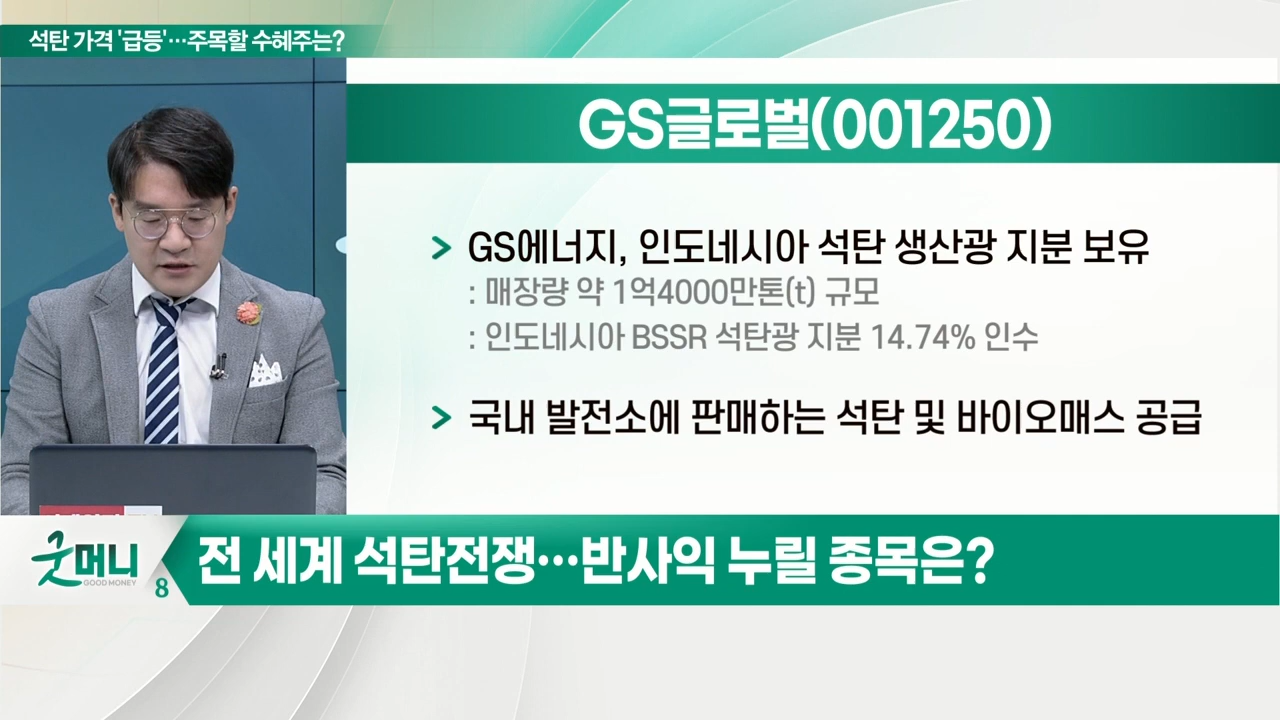 석탄 가격 '급등'…주목할 수혜주는?
GS글로벌(001250)
GS에너지, 인도네시아 석탄 생산광 지분 보유
: 매장량 약 1억4000만톤(t) 규모
: 인도네시아 BSSR 석탄광 지분 14.74% 인수
국내 발전소에 판매하는 석탄 및 바이오매스 공급
굿머니
GOOD MONEY
8
전 세계 석탄전쟁…반사익 누릴 종목은?